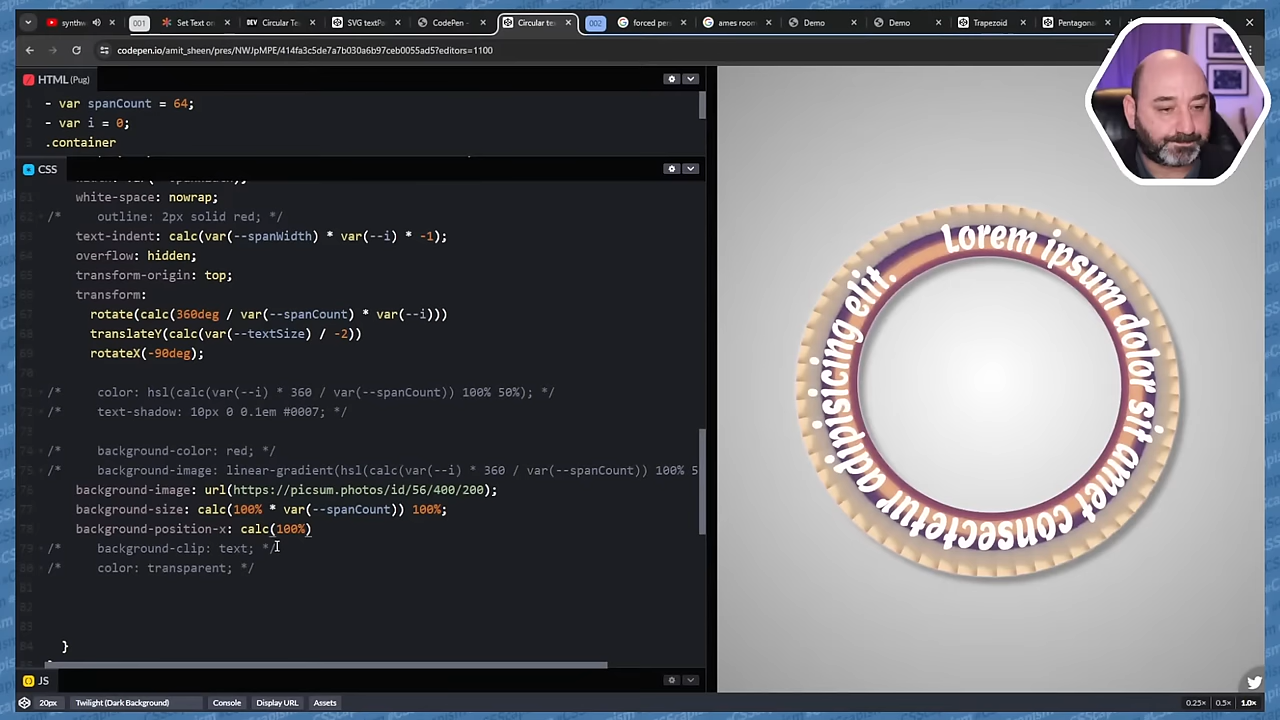 synthw
001
Set Text on
DEV
Circular Te
SVG textPa
CodePen -
Circular te
002
forced pers
ames room
Demo
Demo
Trapezoid
Pentagona
codepen.io/amit_sheen/pres/NWJpMPE/414fa3c5de7a7b030a6b97ceb0055ad5?editors=1100
HTML (Pug)
- var spanCount = 64;
- var i = 0;
.container
CSS
white-space: nowrap;
/* outline: 2px solid red; */
text-indent: calc(var(--spanWidth) * var(--i) * -1);
overflow: hidden;
transform-origin: top;
transform:
rotate(calc(360deg / var(--spanCount) * var(--i)))
translateY(calc(var(--textSize) / -2))
rotateX(-90deg);
/* color: hsl(calc(var(--i) * 360 / var(--spanCount)) 100% 50%); */
/* text-shadow: 10px 0 0.1em #0007; */
/* background-color: red; */
/* background-image: linear-gradient(hsl(calc(var(--i) * 360 / var(--spanCount)) 100% 5
background-image: url(https://picsum.photos/id/56/400/200);
background-size: calc(100% * var(--spanCount)) 100%;
background-position-x: calc(100%)
/* background-clip: text; */
/* color: transparent; */
}
JS
20px
Twilight (Dark Background)
Console
Display URL
Assets
0.25×
0.5×
1.0×
Lorem ipsum dolor sit amet consectetur adipisicing elit.